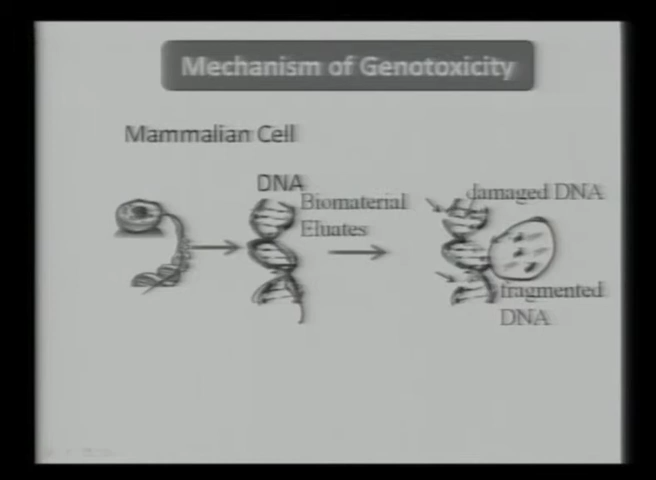 Mechanism of Genotoxicity
Mammalian Cell
DNA
Biomaterial
Eluates
damaged DNA
fragmented
DNA